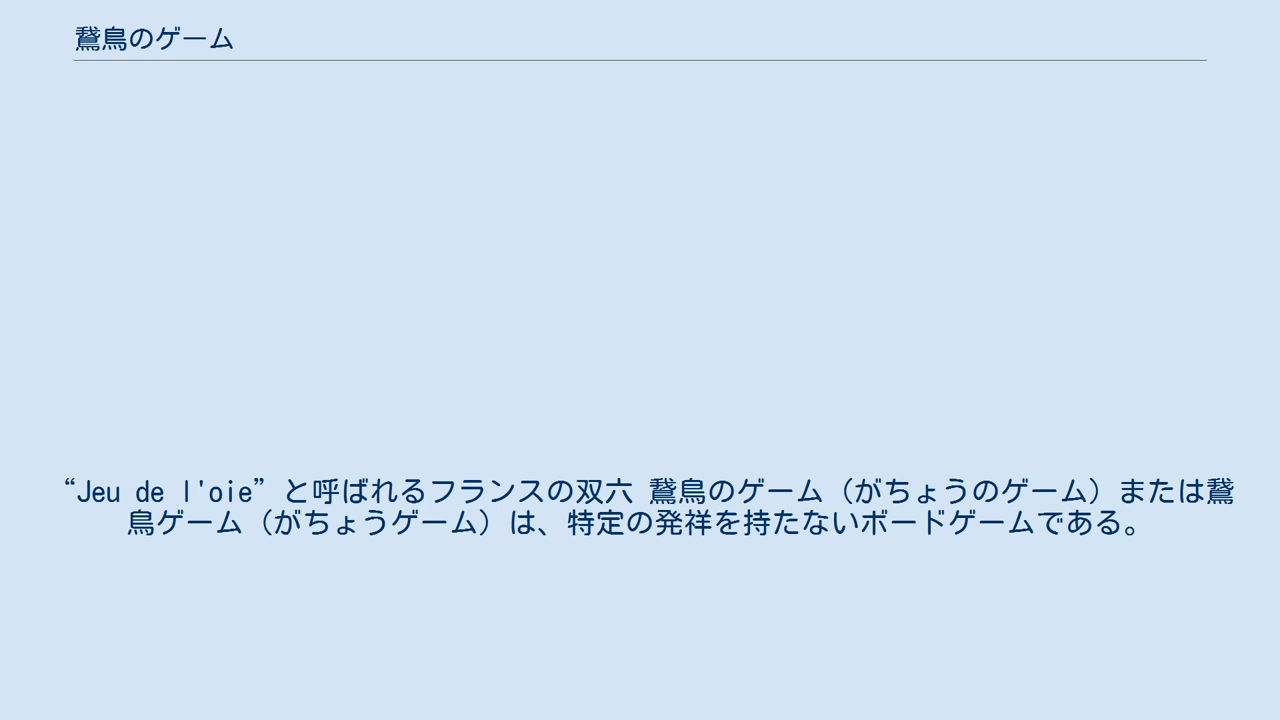 鵞鳥のゲーム
“Jeu de l'oie” と呼ばれるフランスの双六 鵞鳥のゲーム（がちょうのゲーム）または鵞
鳥ゲーム（がちょうゲーム）は、特定の発祥を持たないボードゲームである。